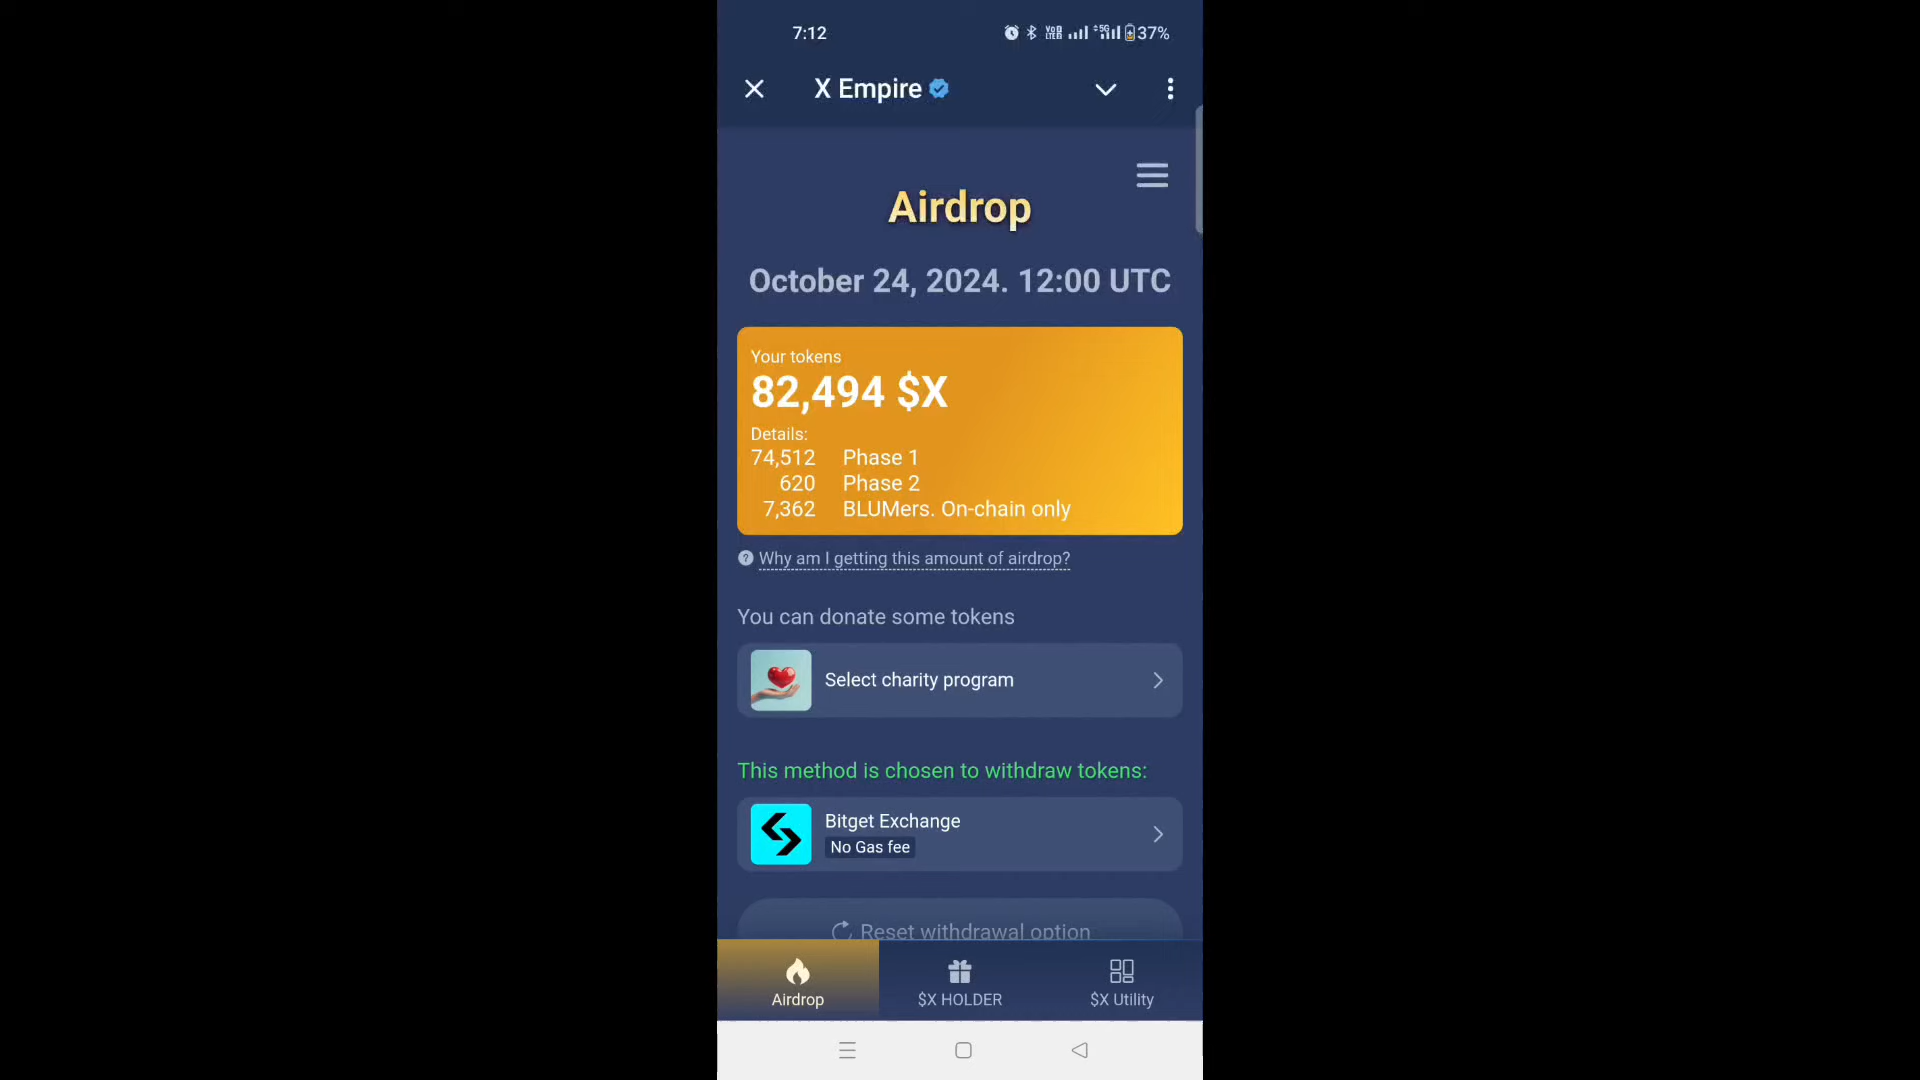 7:12
VoD LTE 5G 37%
X Empire
Airdrop
October 24, 2024. 12:00 UTC
Your tokens
82,494 $X
Details:
74,512 Phase 1
620 Phase 2
7,362 BLUMers. On-chain only
? Why am I getting this amount of airdrop?
You can donate some tokens
Select charity program
This method is chosen to withdraw tokens:
Bitget Exchange
No Gas fee
Reset withdrawal option
Airdrop $X HOLDER $X Utility